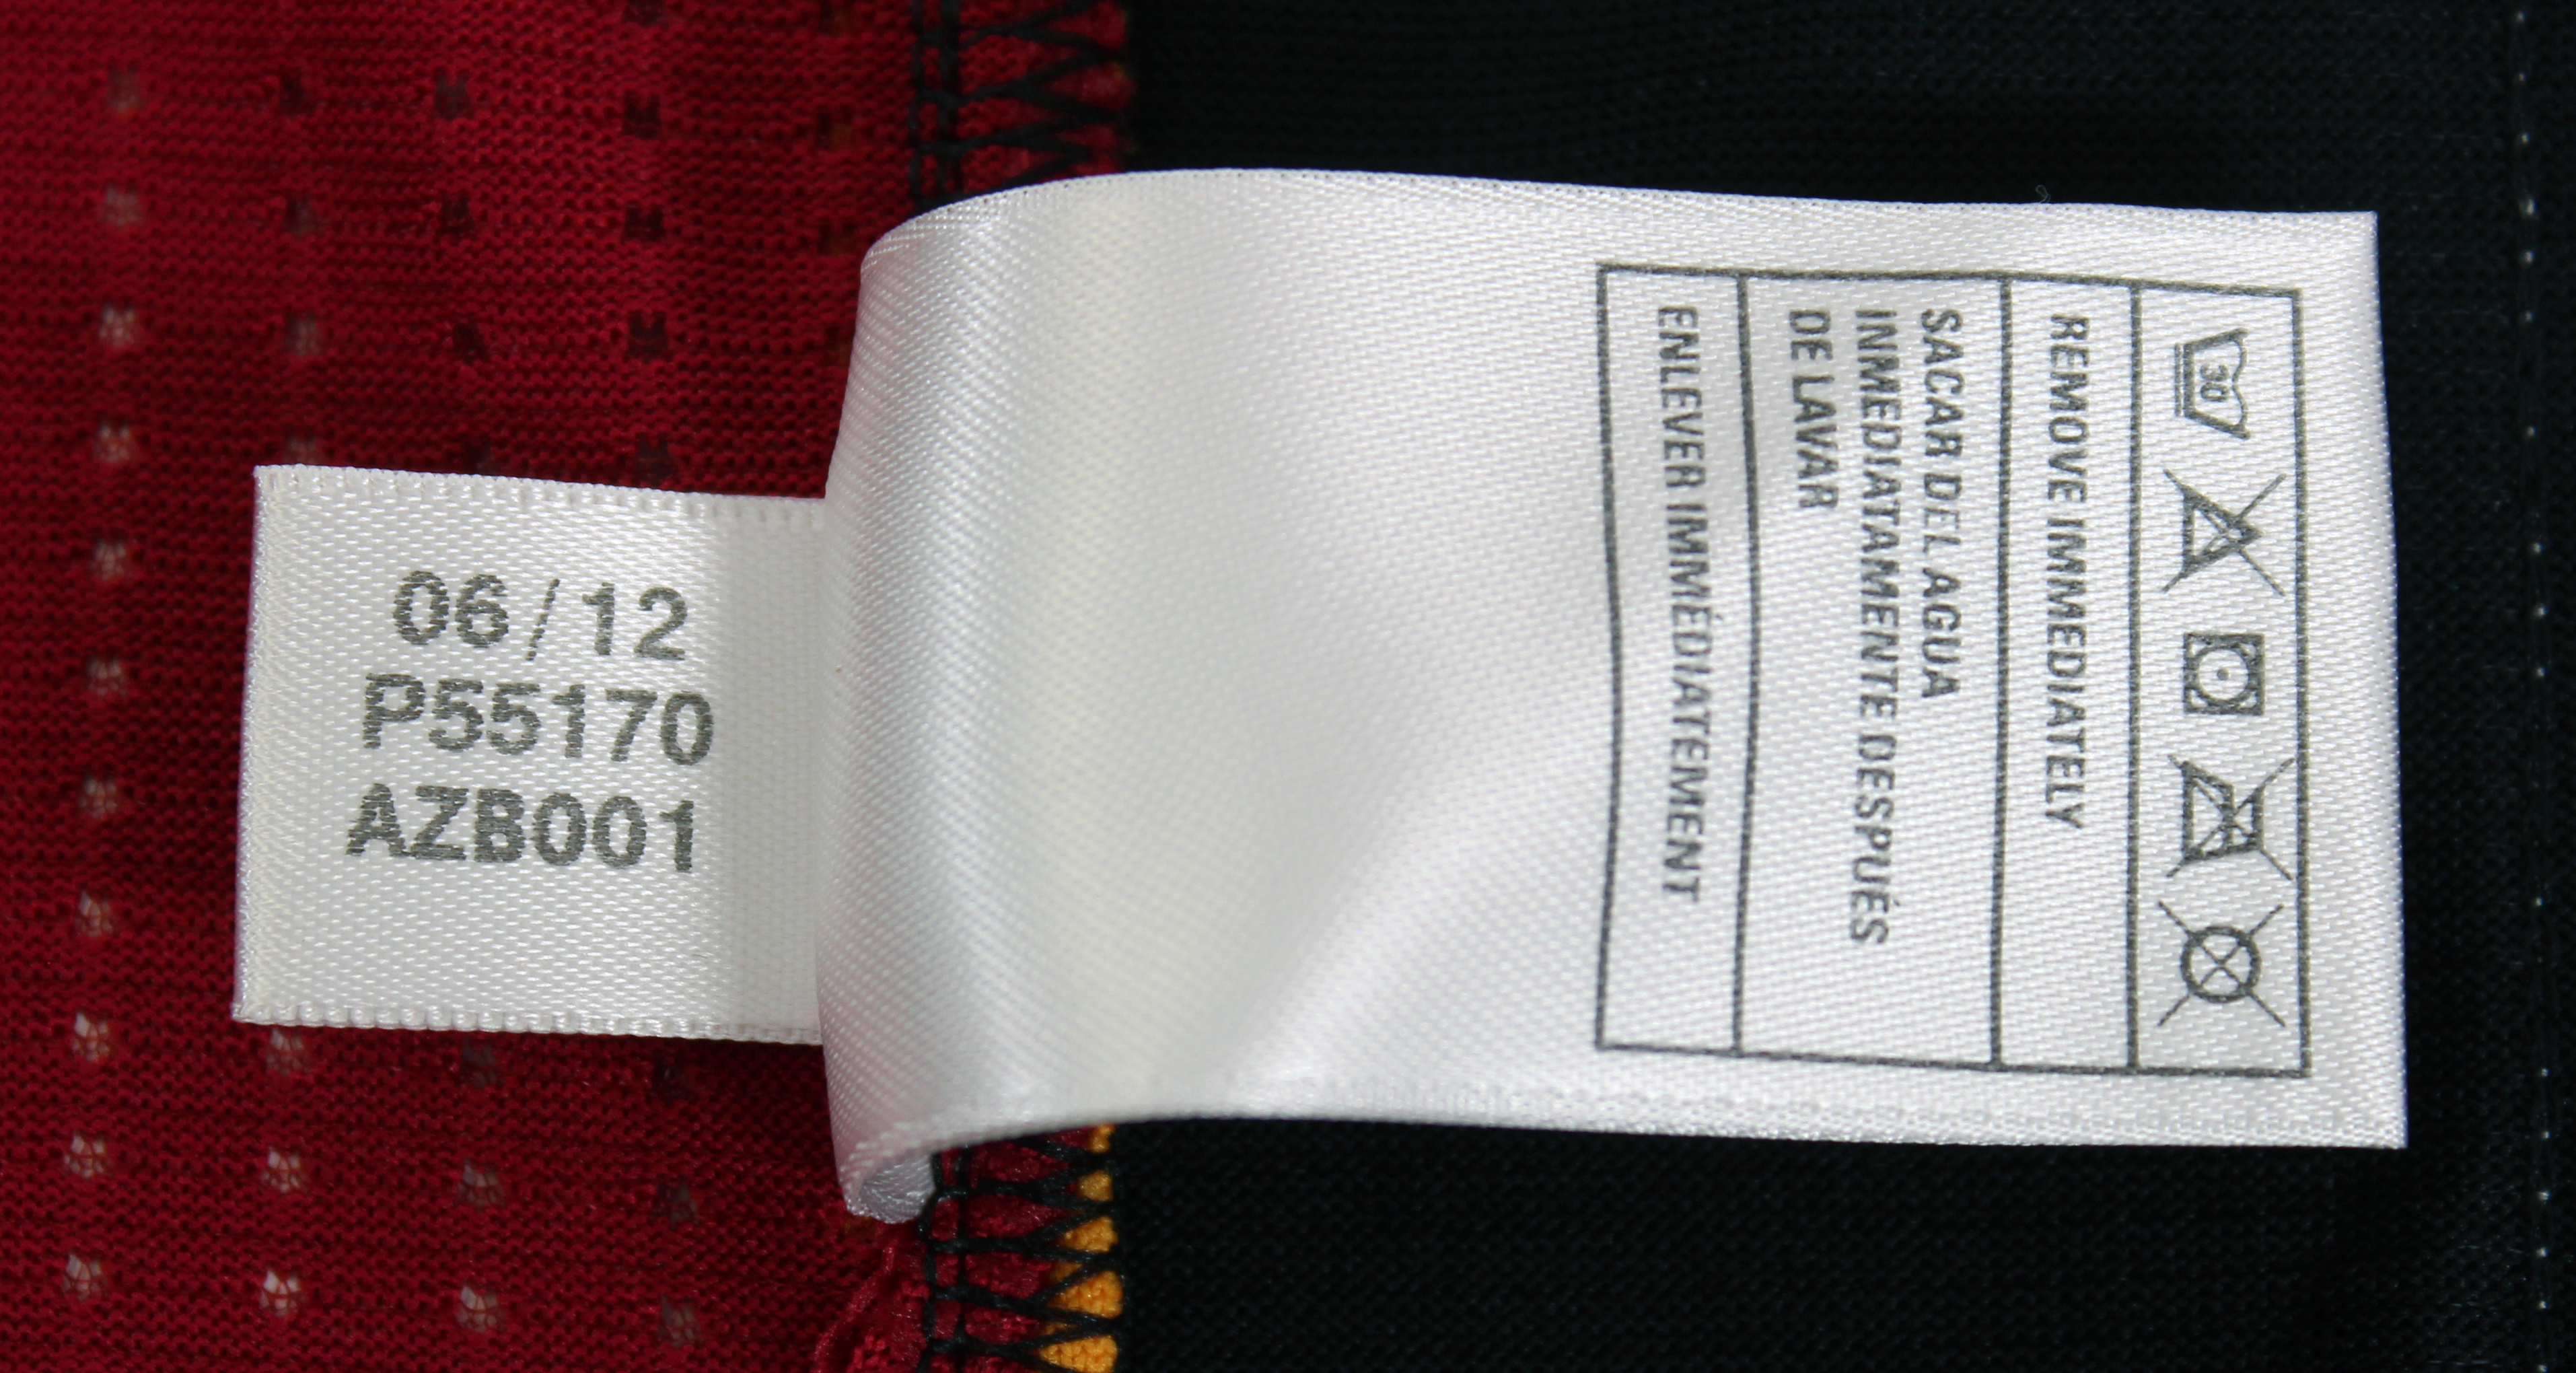 06/12
P55170
AZB001
30
REMOVE IMMEDIATELY
SACAR DEL AGUA
INMEDIATAMENTE DESPUÉS
DE LAVAR
ENLEVER IMMÉDIATEMENT